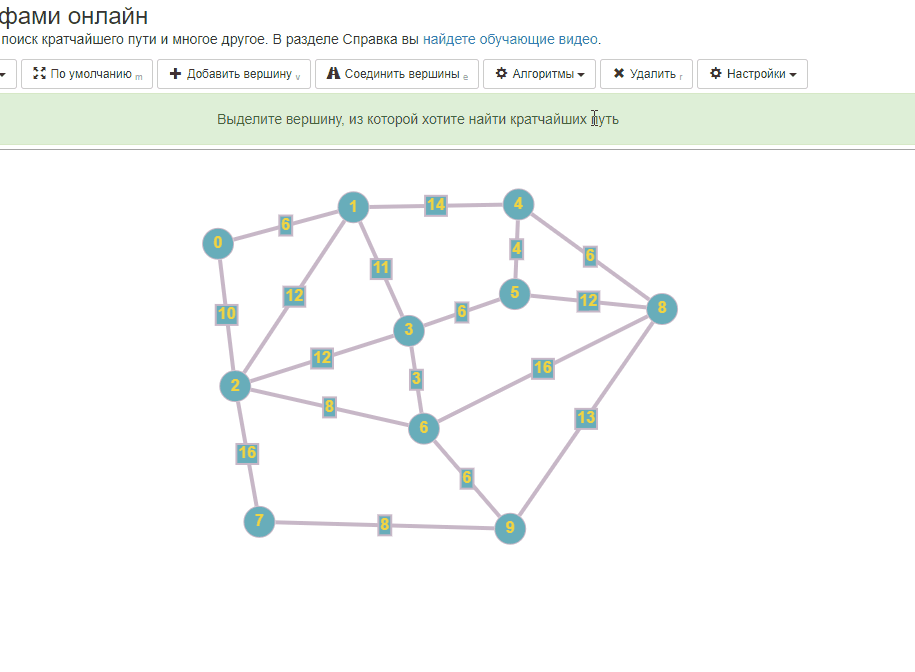 фами онлайн
поиск кратчайшего пути и многое другое. В разделе Справка вы найдете обучающие видео.
По умолчанию m Добавить вершину v Соединить вершины e Алгоритмы Удалить r Настройки
Выделите вершину, из которой хотите найти кратчайших путь
1 14 4
6
0
4 6
11
12 5 12 8
10 6
3
12 16
3
2
8 13
6
16 6
7 8 9